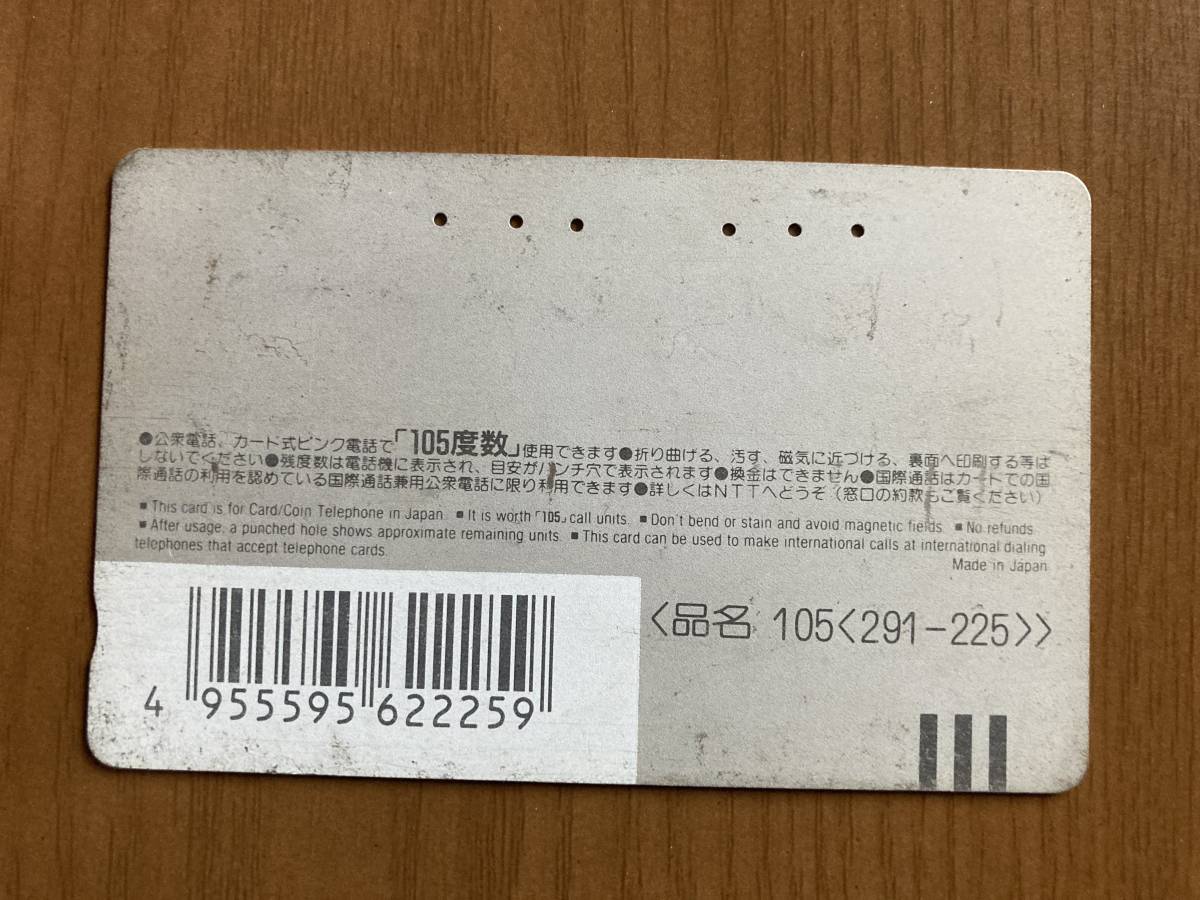 ●公衆電話、カード式ピンク電話で「105度数」使用できます●折り曲げる、汚す、磁気に近づける、裏面へ印刷する等は
しないでください●残度数は電話機に表示され、目安がパンチ穴で表示されます●換金はできません●国際通話はカードでの国
際通話の利用を認めている国際通話兼用公衆電話に限り利用できます●詳しくはNTTへどうぞ（窓口の約款もご覧ください）
■ This card is for Card/Coin Telephone in Japan. ■ It is worth「105」call units. ■ Don't bend or stain and avoid magnetic fields. ■ No refunds.
■ After usage, a punched hole shows approximate remaining units. ■ This card can be used to make international calls at international dialing
telephones that accept telephone cards.
Made in Japan
<品名 105<291-225>>
4 955595 622259